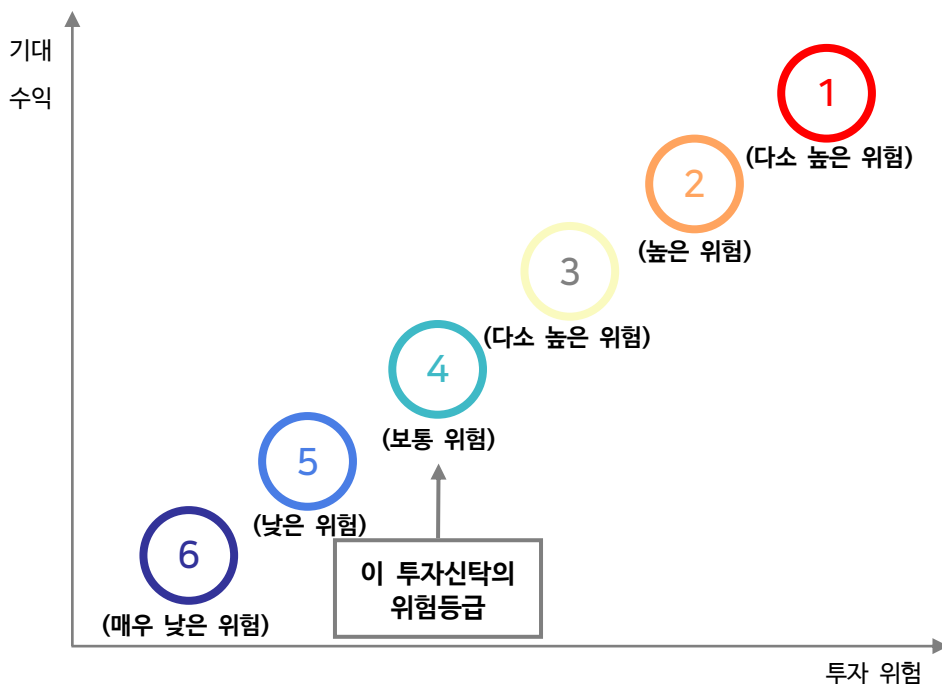 기대
수익
1
(다소 높은 위험)
2
(높은 위험)
3
(다소 높은 위험)
4
(보통 위험)
5
(낮은 위험)
6
(매우 낮은 위험)
이 투자신탁의
위험등급
투자 위험